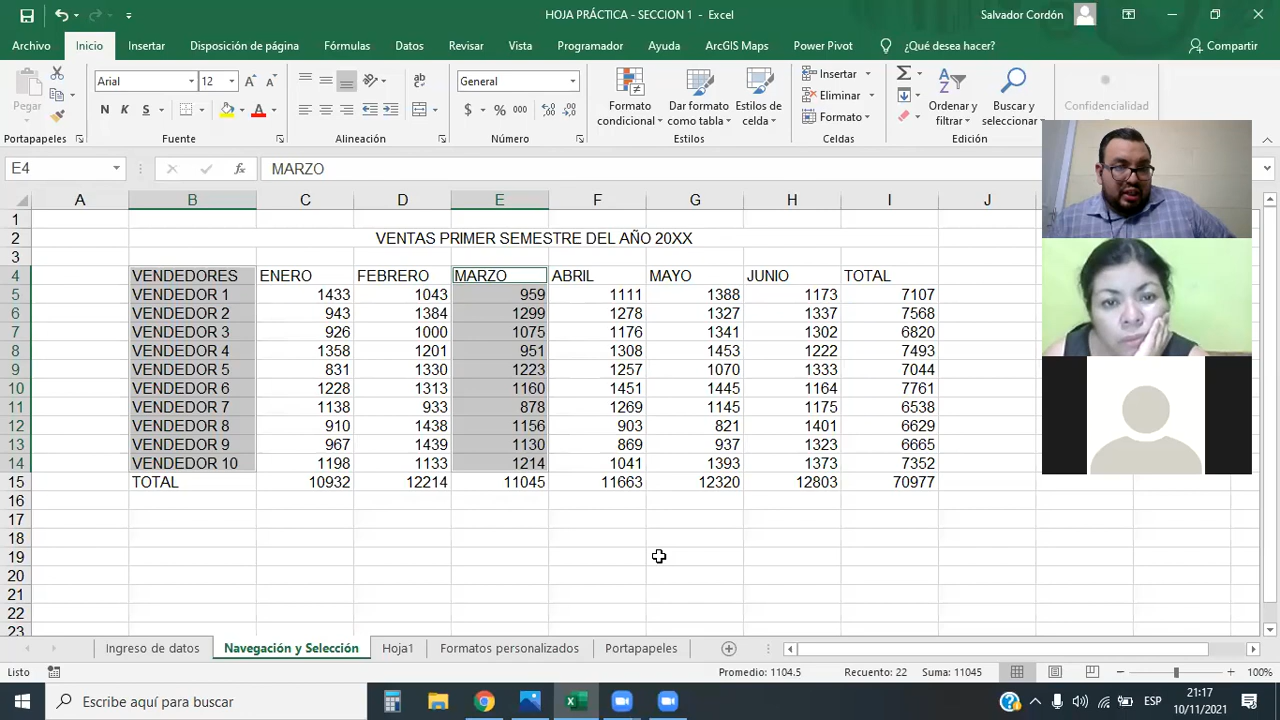 HOJA PRÁCTICA - SECCION 1 - Excel
Salvador Cordón
Archivo Inicio Insertar Disposición de página Fórmulas Datos Revisar Vista Programador Ayuda ArcGIS Maps Power Pivot ¿Qué desea hacer? Compartir
Pegar
Arial 12
N K S
ab
General
$ % 000
Formato condicional
Dar formato como tabla
Estilos de celda
Insertar
Eliminar
Formato
Ordenar y filtrar
Buscar y seleccionar
Confidencialidad
Portapapeles Fuente Alineación Número Estilos Celdas Edición
E4 fx MARZO
A B C D E F G H I J
1
2 VENTAS PRIMER SEMESTRE DEL AÑO 20XX
3
4 VENDEDORES ENERO FEBRERO MARZO ABRIL MAYO JUNIO TOTAL
5 VENDEDOR 1 1433 1043 959 1111 1388 1173 7107
6 VENDEDOR 2 943 1384 1299 1278 1327 1337 7568
7 VENDEDOR 3 926 1000 1075 1176 1341 1302 6820
8 VENDEDOR 4 1358 1201 951 1308 1453 1222 7493
9 VENDEDOR 5 831 1330 1223 1257 1070 1333 7044
10 VENDEDOR 6 1228 1313 1160 1451 1445 1164 7761
11 VENDEDOR 7 1138 933 878 1269 1145 1175 6538
12 VENDEDOR 8 910 1438 1156 903 821 1401 6629
13 VENDEDOR 9 967 1439 1130 869 937 1323 6665
14 VENDEDOR 10 1198 1133 1214 1041 1393 1373 7352
15 TOTAL 10932 12214 11045 11663 12320 12803 70977
16
17
18
19
20
21
22
23
Ingreso de datos Navegación y Selección Hoja1 Formatos personalizados Portapapeles
Listo Promedio: 1104.5 Recuento: 22 Suma: 11045 100%
Escribe aquí para buscar
ESP
21:17
10/11/2021